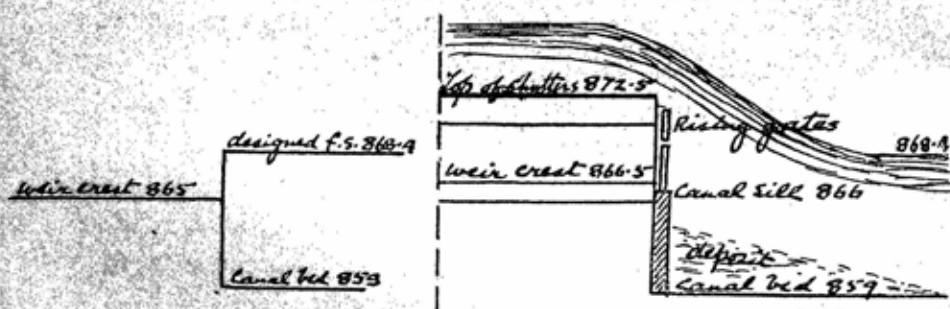 weir crest 865
designed f.s. 868.4
Canal bed 859
Top of shutters 872.5
Rising gates
868.4
weir crest 866.5
Canal Sill 866
deposit
Canal bed 859